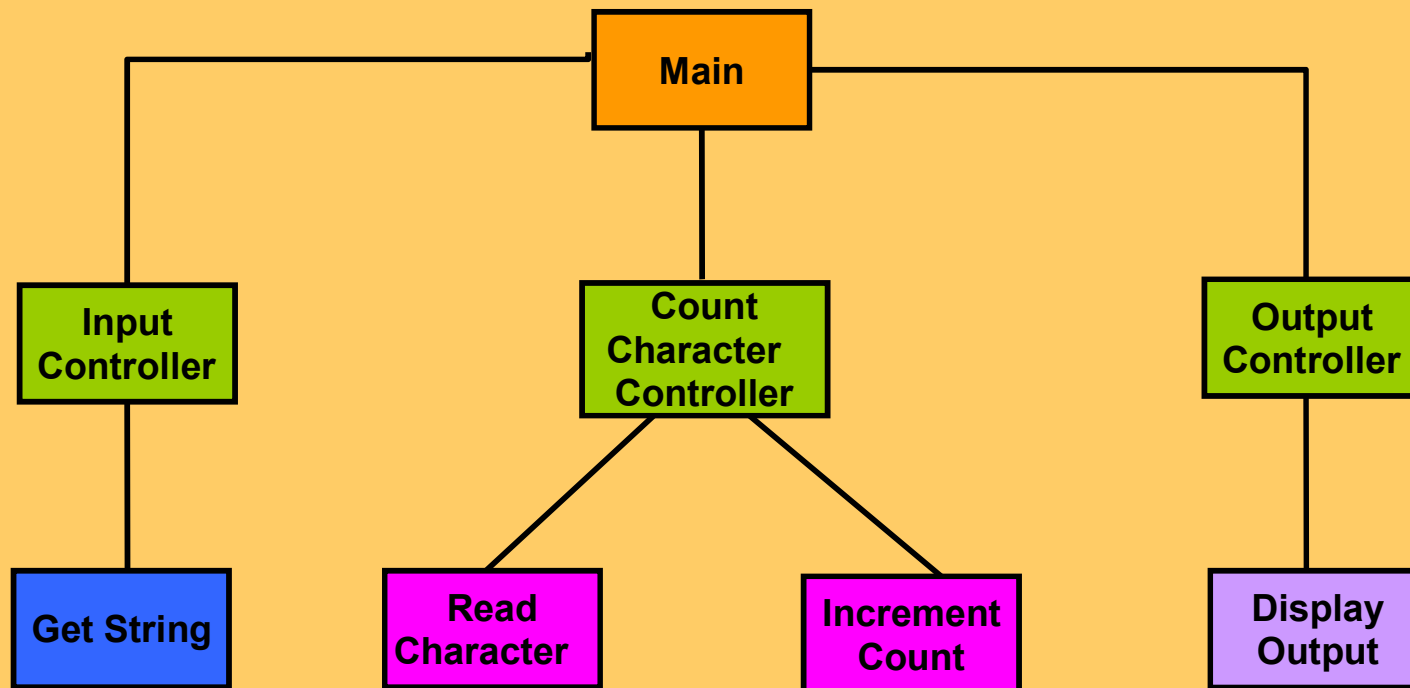 Main
Input
Controller
Count
Character
Controller
Output
Controller
Get String
Read
Character
Increment
Count
Display
Output